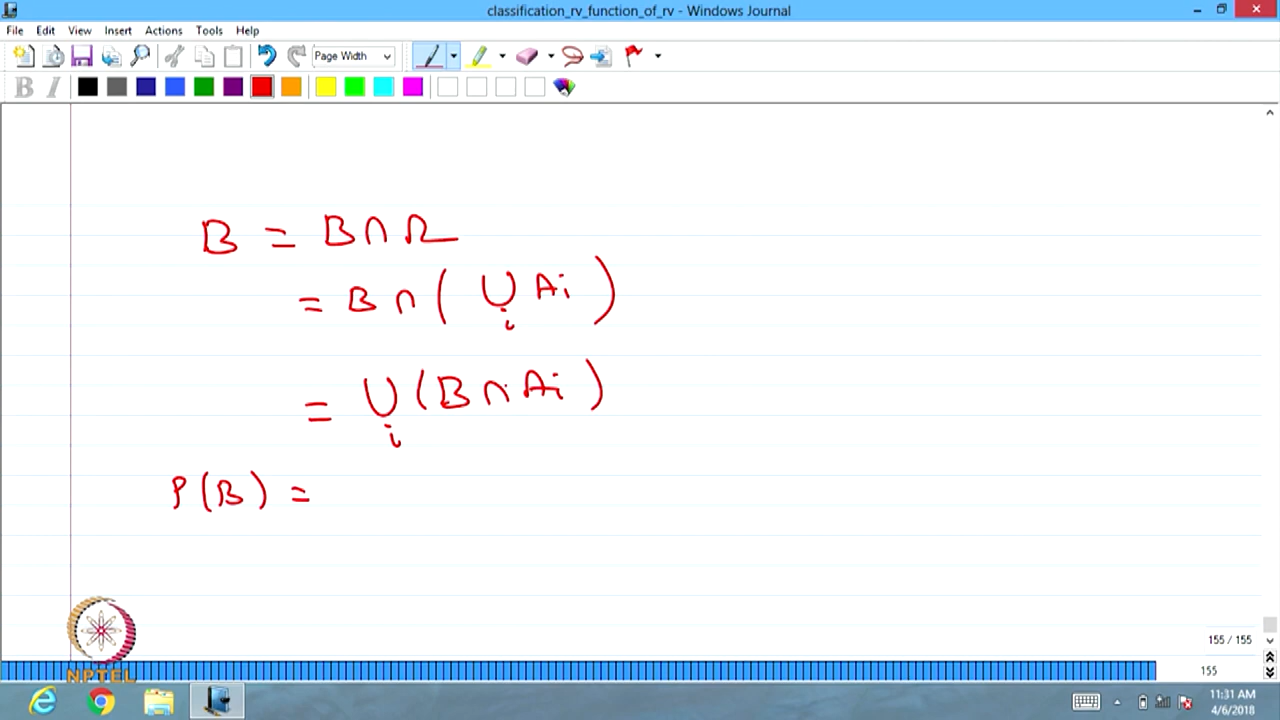 classification_rv_function_of_rv - Windows Journal
File Edit View Insert Actions Tools Help
Page Width
B I
B = B ∩ Ω
= B ∩ ( ∪ᵢ Ai )
= ∪ᵢ ( B ∩ Ai )
P(B) =
NPTEL
155 / 155
155
11:31 AM
4/6/2018